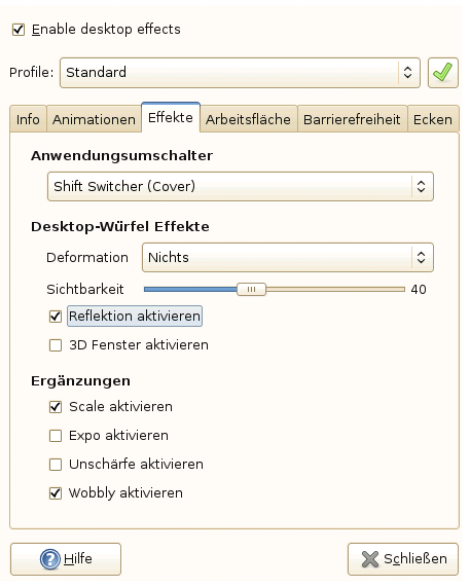 Enable desktop effects
Profile: Standard
Info Animationen Effekte Arbeitsfläche Barrierefreiheit Ecken
Anwendungsumschalter
Shift Switcher (Cover)
Desktop-Würfel Effekte
Deformation Nichts
Sichtbarkeit 40
Reflektion aktivieren
3D Fenster aktivieren
Ergänzungen
Scale aktivieren
Expo aktivieren
Unschärfe aktivieren
Wobbly aktivieren
Hilfe Schließen